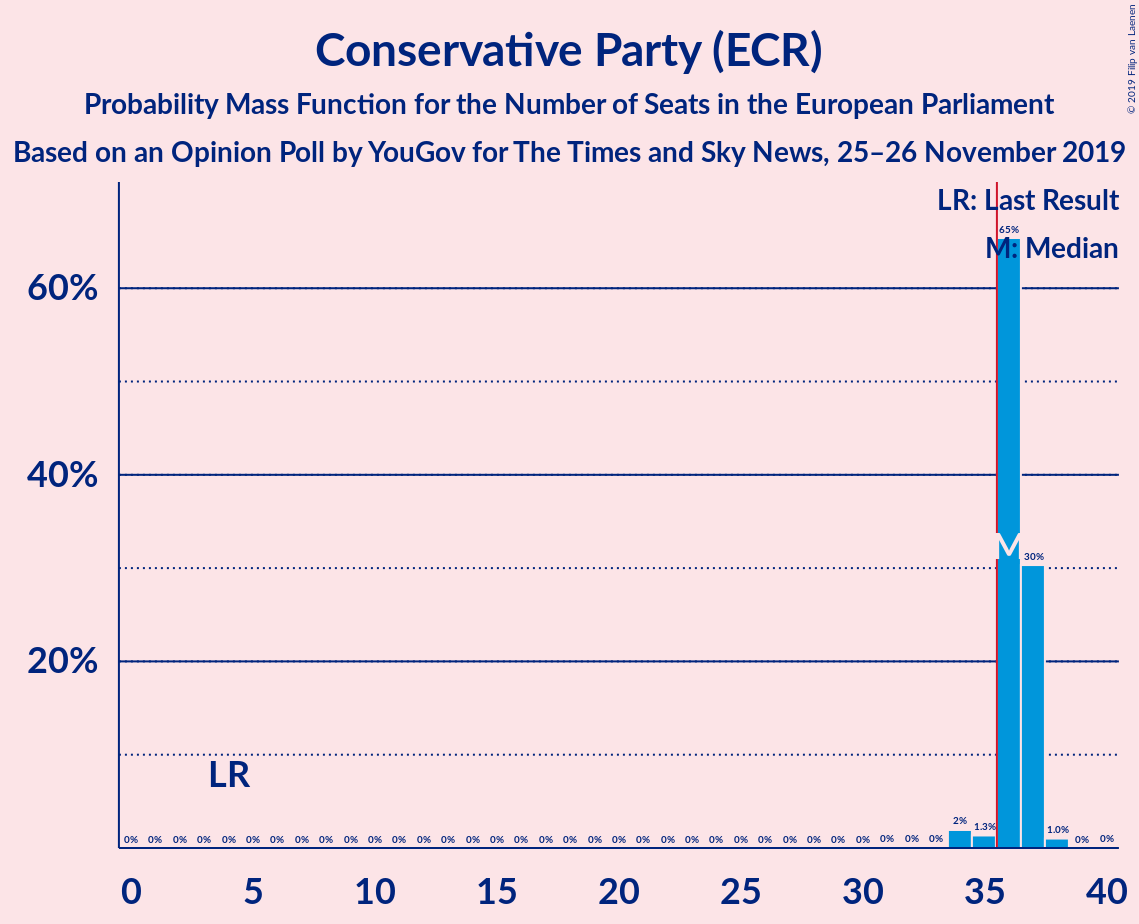 Conservative Party (ECR)
Probability Mass Function for the Number of Seats in the European Parliament
Based on an Opinion Poll by YouGov for The Times and Sky News, 25–26 November 2019
© 2019 Filip van Laenen
LR: Last Result
M: Median
60%
40%
20%
65%
M
30%
LR
0% 0% 0% 0% 0% 0% 0% 0% 0% 0% 0% 0% 0% 0% 0% 0% 0% 0% 0% 0% 0% 0% 0% 0% 0% 0% 0% 0% 0% 0% 0% 0% 0% 0% 2% 1.3% 1.0% 0% 0%
0 5 10 15 20 25 30 35 40